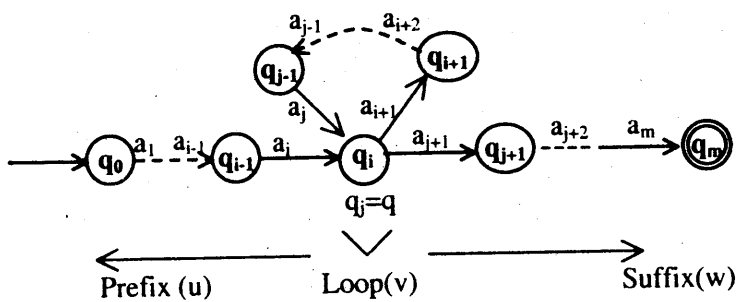 a_{j-1} a_{i+2}
q_{j-1} q_{i+1}
a_j a_{i+1}
q_0 a_1 a_{i-1} q_{i-1} a_i q_i a_{j+1} q_{j+1} a_{j+2} a_m q_m
q_j=q
Prefix (u) Loop(v) Suffix(w)